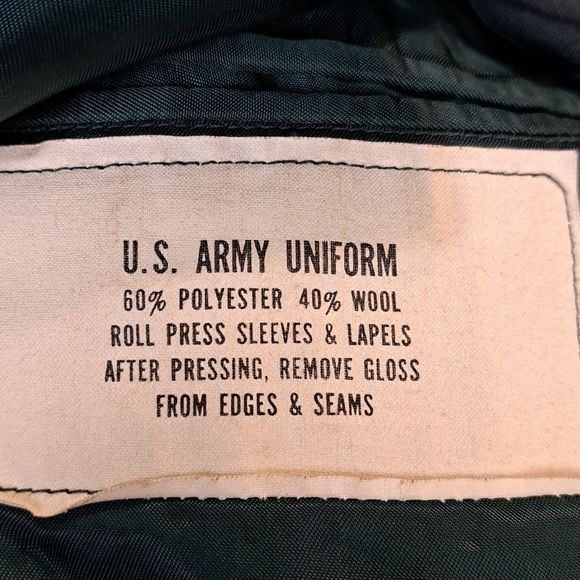 U.S. ARMY UNIFORM
60% POLYESTER 40% WOOL
ROLL PRESS SLEEVES & LAPELS
AFTER PRESSING, REMOVE GLOSS
FROM EDGES & SEAMS